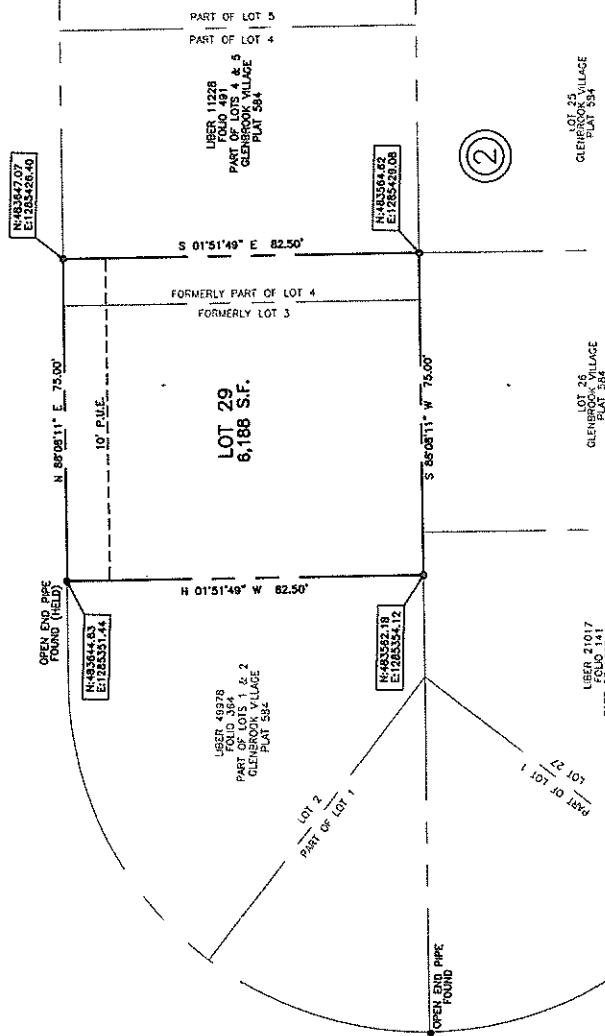 PART OF LOT 5
PART OF LOT 4
LIBER 11228
FOLIO 491
PART OF LOTS 4 & 5
GLENBROOK VILLAGE
PLAT 584
2
LOT 25
GLENBROOK VILLAGE
PLAT 584
N:483647.07
E:1285426.40
N:483564.62
E:1285429.08
S 01°51'49" E 82.50'
FORMERLY PART OF LOT 4
FORMERLY LOT 3
N 88°08'11" E 75.00'
10' P.U.E.
LOT 29
6,188 S.F.
S 88°08'11" W 75.00'
LOT 26
GLENBROOK VILLAGE
PLAT 584
OPEN END PIPE
FOUND (HELD)
N:483644.63
E:1285351.44
N 01°51'49" W 82.50'
N:483562.18
E:1285354.12
LIBER 49978
FOLIO 364
PART OF LOTS 1 & 2
GLENBROOK VILLAGE
PLAT 584
LIBER 21017
FOLIO 141
LOT 2
PART OF LOT 1
PART OF LOT 1
LOT 27
OPEN END PIPE
FOUND